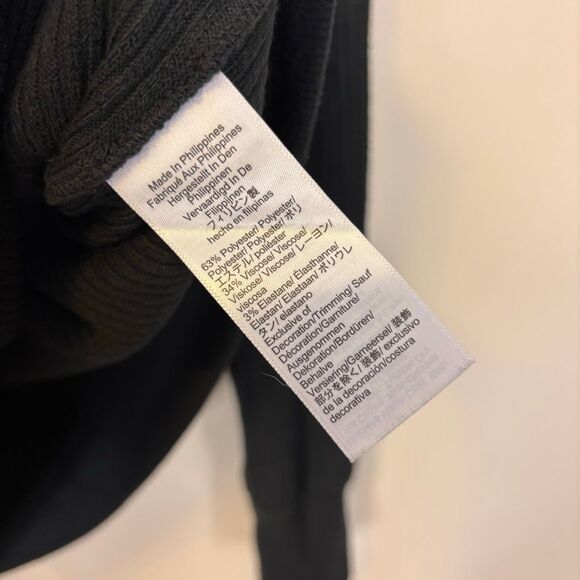 Made In Philippines
Fabriqué Aux Philippines
Hergestellt In Den
Philippinen
Vervaardigd In De
Filippijnen
フィリピン製
hecho en filipinas
63% Polyester/ Polyester/
Polyester/ Polyester/ ポリ
エステル/ poliéster
34% Viscose/ Viscose/
Viskose/ Viscose/ レーヨン/
viscosa
3% Elastane/ Élasthanne/
Elastan/ Elastaan/ ポリウレ
タン/ elastano
Exclusive of
Decoration/Trimming/ Sauf
Décoration/Garniture/
Ausgenommen
Dekoration/Bordüren/
Behalve
Versiering/Garneersel/ 装飾
部分を除く/ 装飾/ exclusivo
de la decoración/costura
decorativa